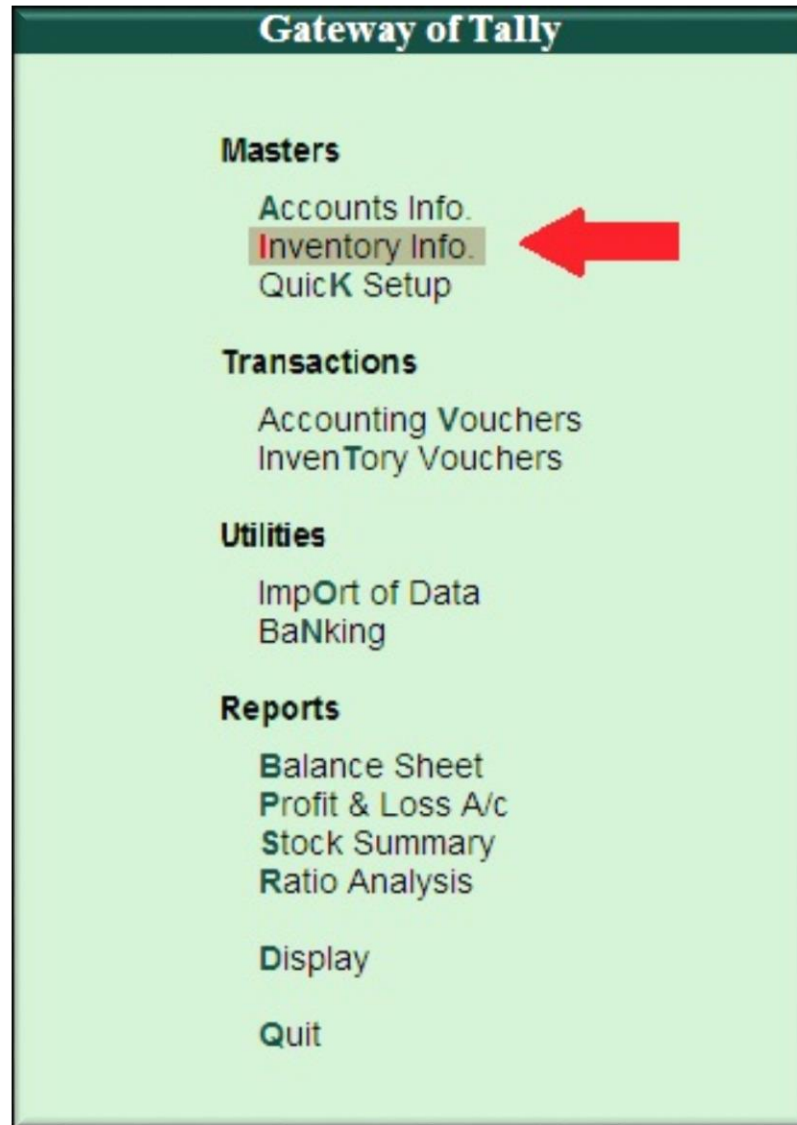 Gateway of Tally
Masters
Accounts Info.
Inventory Info.
QuicK Setup
Transactions
Accounting Vouchers
InvenTory Vouchers
Utilities
ImpOrt of Data
BaNking
Reports
Balance Sheet
Profit & Loss A/c
Stock Summary
Ratio Analysis
Display
Quit